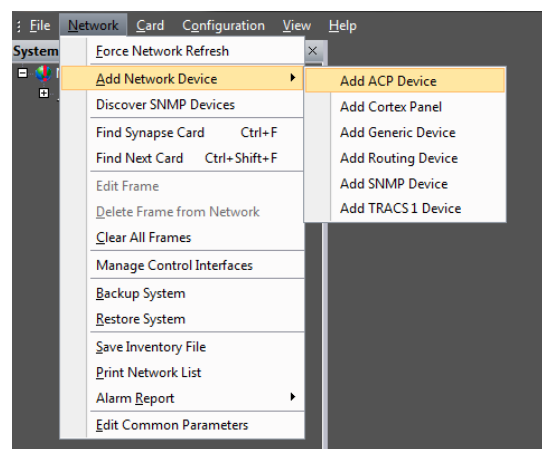 File Network Card Configuration View Help
System
Force Network Refresh
Add Network Device
Discover SNMP Devices
Find Synapse Card Ctrl+F
Find Next Card Ctrl+Shift+F
Edit Frame
Delete Frame from Network
Clear All Frames
Manage Control Interfaces
Backup System
Restore System
Save Inventory File
Print Network List
Alarm Report
Edit Common Parameters
Add ACP Device
Add Cortex Panel
Add Generic Device
Add Routing Device
Add SNMP Device
Add TRACS 1 Device